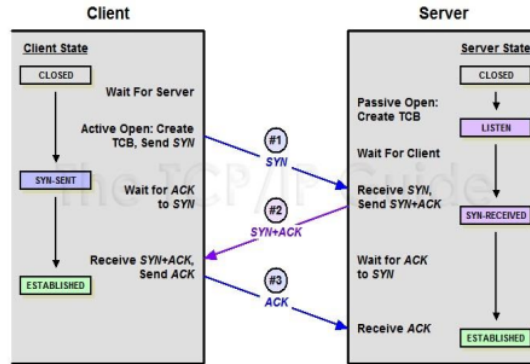 Client
Server
Client State
CLOSED
Wait For Server
Active Open: Create
TCB, Send SYN
SYN-SENT
Wait for ACK
to SYN
Receive SYN+ACK,
Send ACK
ESTABLISHED
#1
SYN
#2
SYN+ACK
#3
ACK
Server State
CLOSED
Passive Open:
Create TCB
LISTEN
Wait For Client
Receive SYN,
Send SYN+ACK
SYN-RECEIVED
Wait for ACK
to SYN
Receive ACK
ESTABLISHED
The TCP/IP Guide